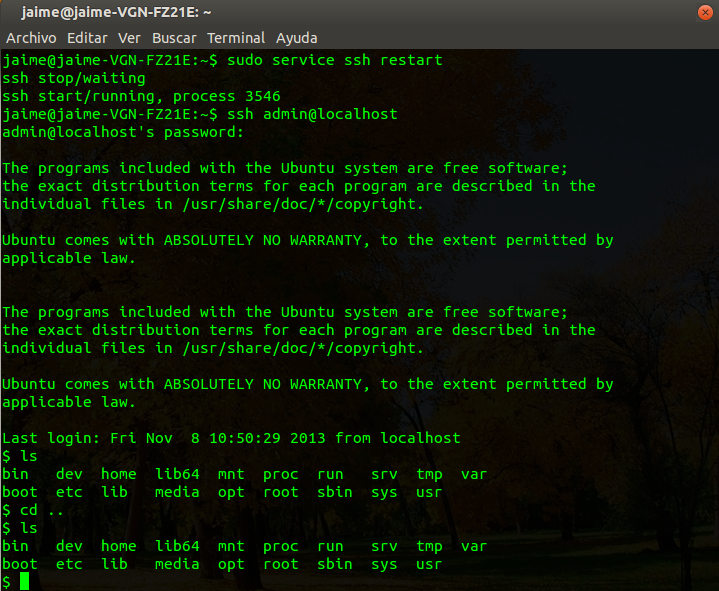 jaime@jaime-VGN-FZ21E: ~
Archivo Editar Ver Buscar Terminal Ayuda
jaime@jaime-VGN-FZ21E:~$ sudo service ssh restart
ssh stop/waiting
ssh start/running, process 3546
jaime@jaime-VGN-FZ21E:~$ ssh admin@localhost
admin@localhost's password:
The programs included with the Ubuntu system are free software;
the exact distribution terms for each program are described in the
individual files in /usr/share/doc/*/copyright.
Ubuntu comes with ABSOLUTELY NO WARRANTY, to the extent permitted by
applicable law.
The programs included with the Ubuntu system are free software;
the exact distribution terms for each program are described in the
individual files in /usr/share/doc/*/copyright.
Ubuntu comes with ABSOLUTELY NO WARRANTY, to the extent permitted by
applicable law.
Last login: Fri Nov  8 10:50:29 2013 from localhost
$ ls
bin   dev  home  lib64  mnt  proc  run   srv  tmp  var
boot  etc  lib   media  opt  root  sbin  sys  usr
$ cd ..
$ ls
bin   dev  home  lib64  mnt  proc  run   srv  tmp  var
boot  etc  lib   media  opt  root  sbin  sys  usr
$